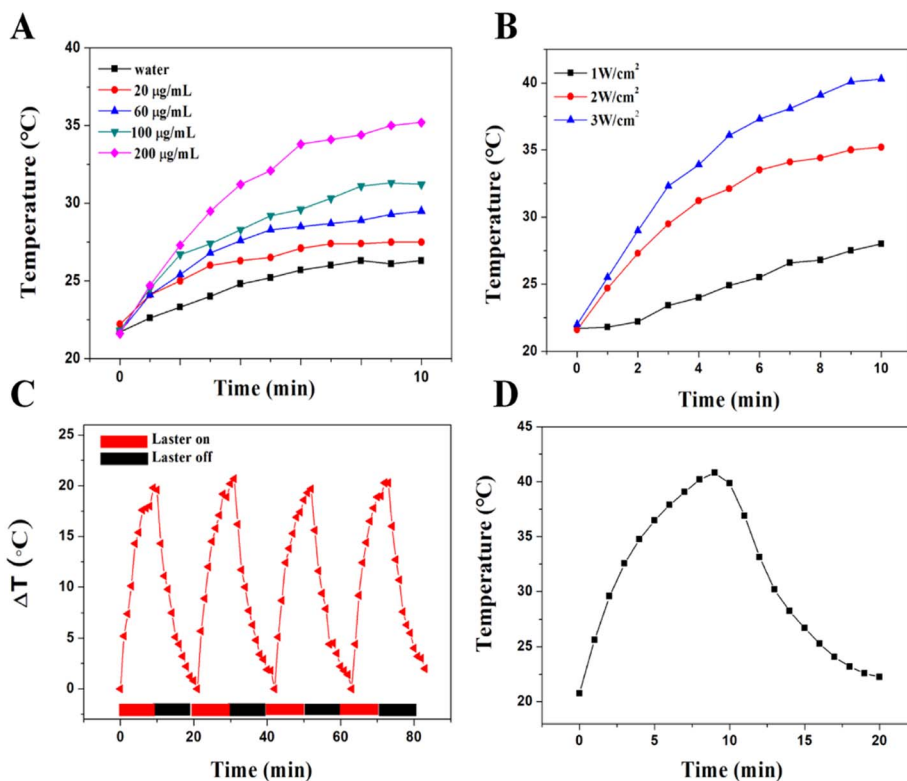 A
Temperature (°C)
40
35
30
25
20
water
20 μg/mL
60 μg/mL
100 μg/mL
200 μg/mL
0
10
Time (min)
B
Temperature (°C)
40
35
30
25
20
1W/cm²
2W/cm²
3W/cm²
0
2
4
6
8
10
Time (min)
C
ΔT (°C)
25
20
15
10
5
0
Laster on
Laster off
0
20
40
60
80
Time (min)
D
Temperature (°C)
45
40
35
30
25
20
0
5
10
15
20
Time (min)